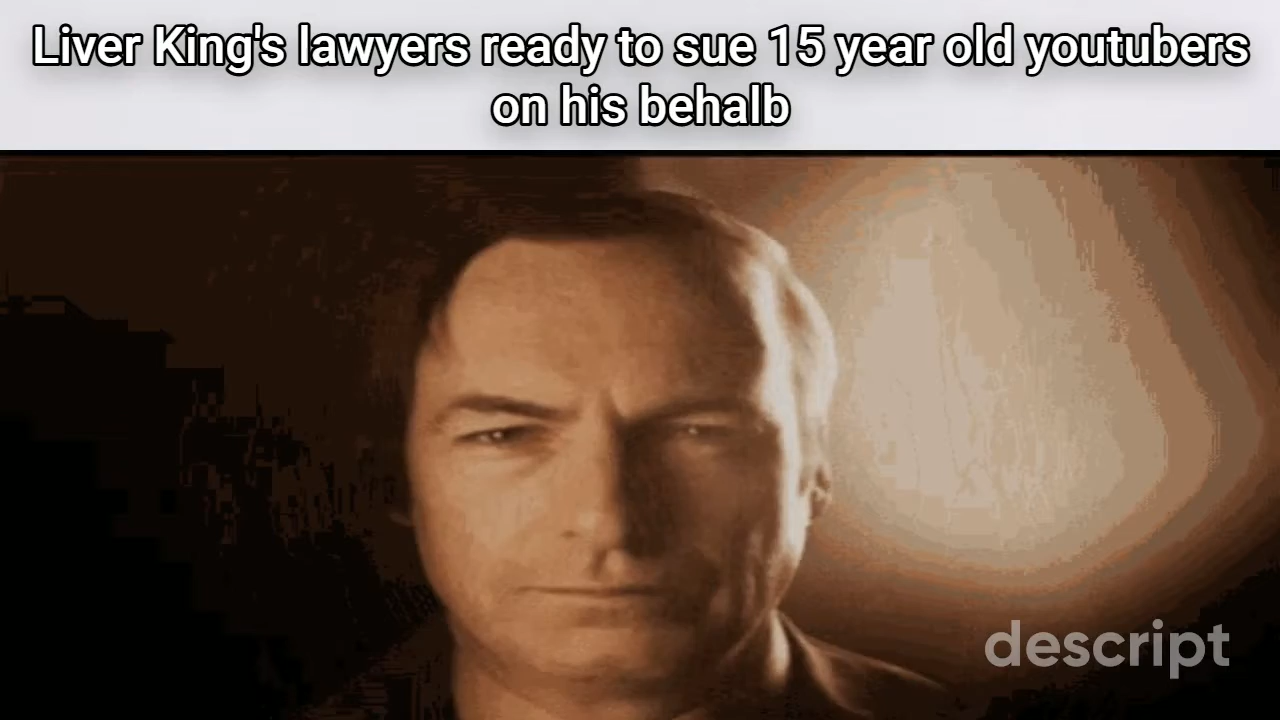 Liver King's lawyers ready to sue 15 year old youtubers
on his behalb
descript